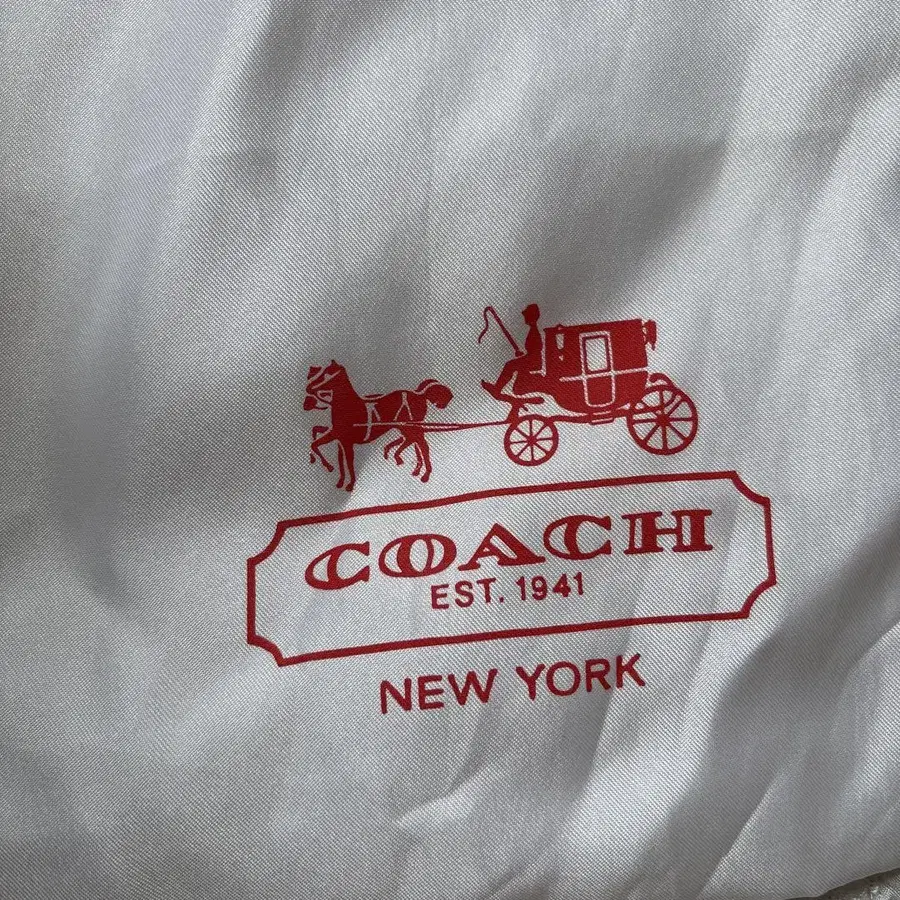 COACH
EST. 1941
NEW YORK